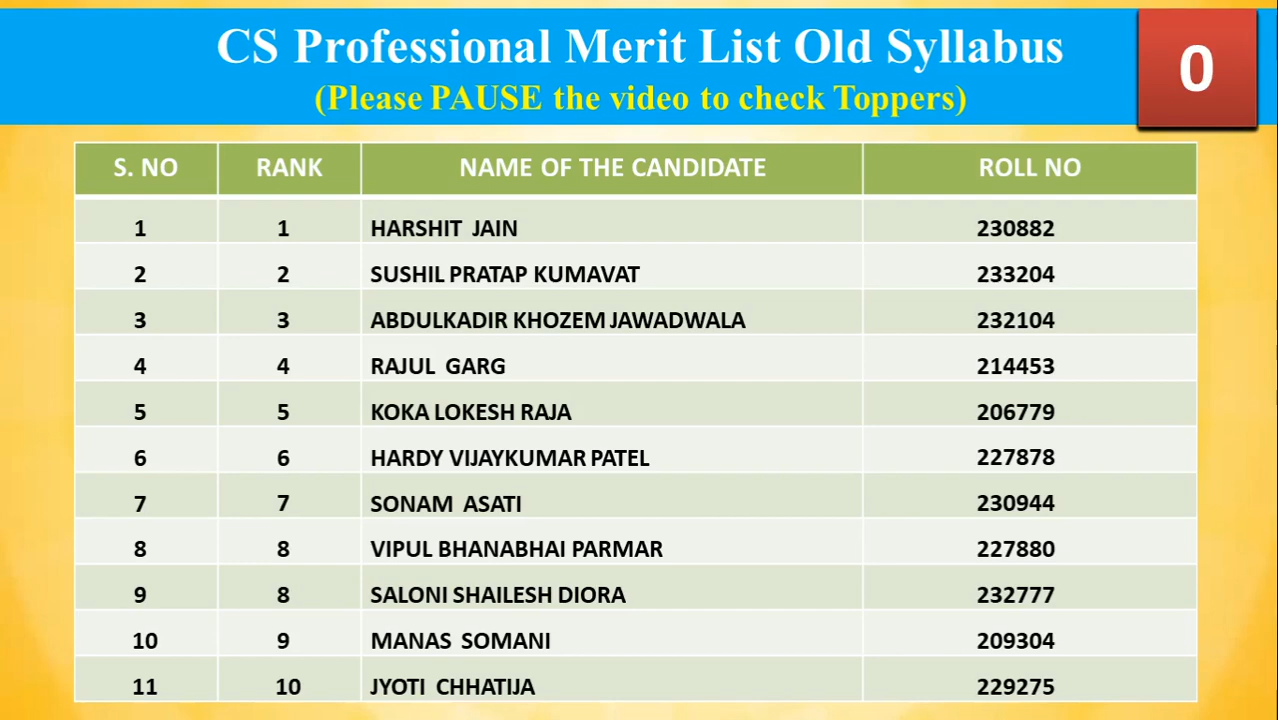 CS Professional Merit List Old Syllabus
(Please PAUSE the video to check Toppers)
0
S. NO RANK NAME OF THE CANDIDATE ROLL NO
1 1 HARSHIT JAIN 230882
2 2 SUSHIL PRATAP KUMAVAT 233204
3 3 ABDULKADIR KHOZEM JAWADWALA 232104
4 4 RAJUL GARG 214453
5 5 KOKA LOKESH RAJA 206779
6 6 HARDY VIJAYKUMAR PATEL 227878
7 7 SONAM ASATI 230944
8 8 VIPUL BHANABHAI PARMAR 227880
9 8 SALONI SHAILESH DIORA 232777
10 9 MANAS SOMANI 209304
11 10 JYOTI CHHATIJA 229275